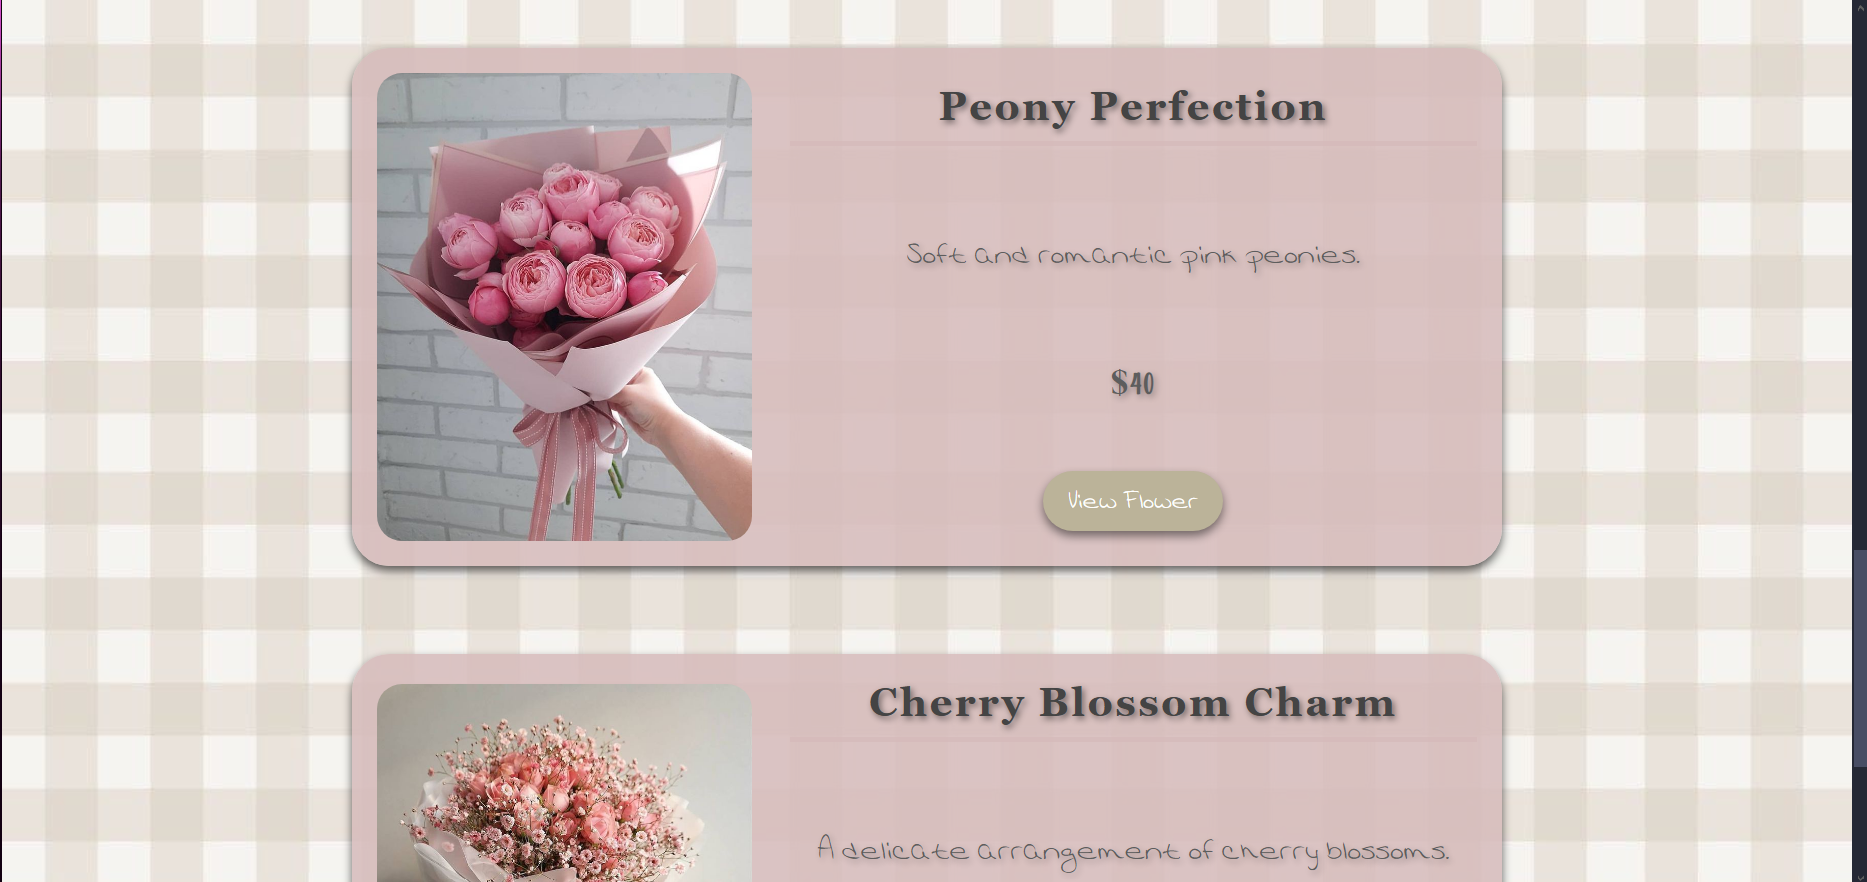 Peony Perfection
Soft and romantic pink peonies.
$40
View Flower
Cherry Blossom Charm
A delicate arrangement of cherry blossoms.